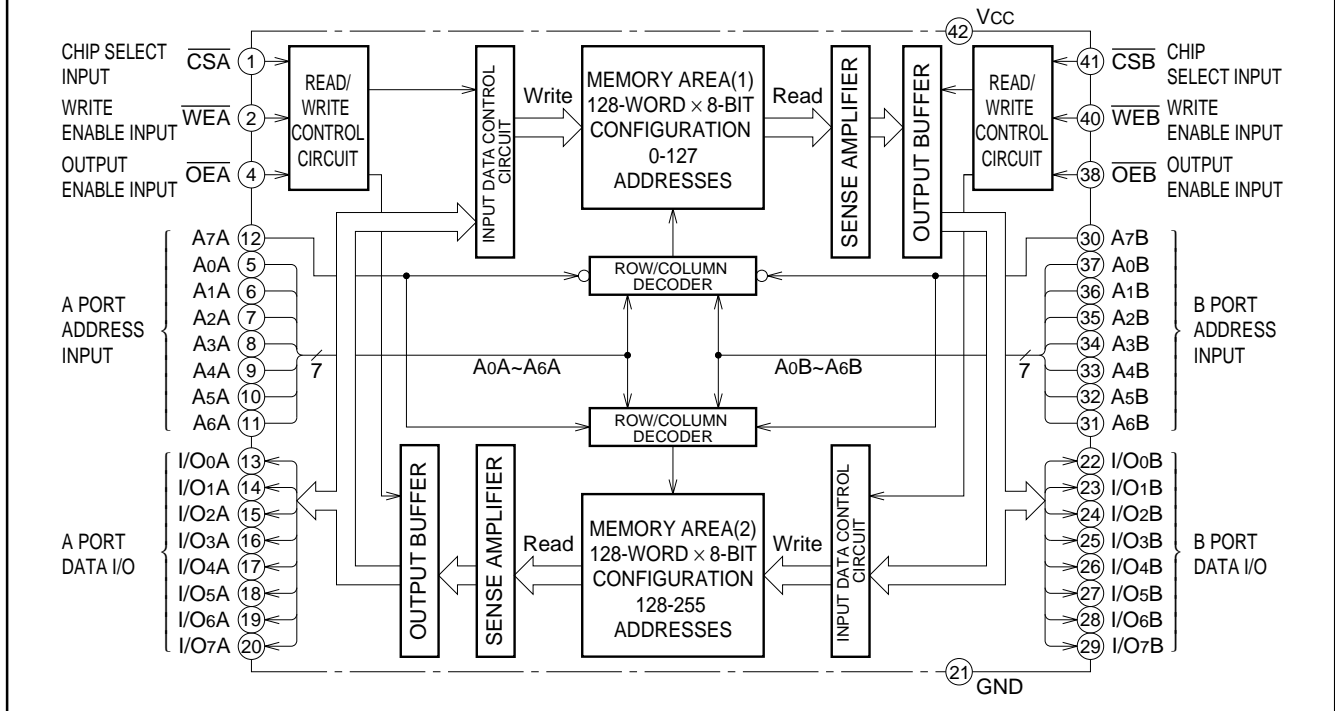 42 VCC
CHIP SELECT
INPUT
CSA 1
WRITE
ENABLE INPUT
WEA 2
OUTPUT
ENABLE INPUT
OEA 4
READ/
WRITE
CONTROL
CIRCUIT
INPUT DATA CONTROL
CIRCUIT
Write
MEMORY AREA(1)
128-WORD × 8-BIT
CONFIGURATION
0-127
ADDRESSES
Read
SENSE AMPLIFIER
OUTPUT BUFFER
READ/
WRITE
CONTROL
CIRCUIT
41 CSB
CHIP
SELECT INPUT
40 WEB
WRITE
ENABLE INPUT
38 OEB
OUTPUT
ENABLE INPUT
A PORT
ADDRESS
INPUT
A7A 12
A0A 5
A1A 6
A2A 7
A3A 8
A4A 9
A5A 10
A6A 11
7
A0A~A6A
ROW/COLUMN
DECODER
A0B~A6B
7
ROW/COLUMN
DECODER
30 A7B
37 A0B
36 A1B
35 A2B
34 A3B
33 A4B
32 A5B
31 A6B
B PORT
ADDRESS
INPUT
A PORT
DATA I/O
I/O0A 13
I/O1A 14
I/O2A 15
I/O3A 16
I/O4A 17
I/O5A 18
I/O6A 19
I/O7A 20
OUTPUT BUFFER
SENSE AMPLIFIER
Read
MEMORY AREA(2)
128-WORD × 8-BIT
CONFIGURATION
128-255
ADDRESSES
Write
INPUT DATA CONTROL
CIRCUIT
22 I/O0B
23 I/O1B
24 I/O2B
25 I/O3B
26 I/O4B
27 I/O5B
28 I/O6B
29 I/O7B
B PORT
DATA I/O
21 GND